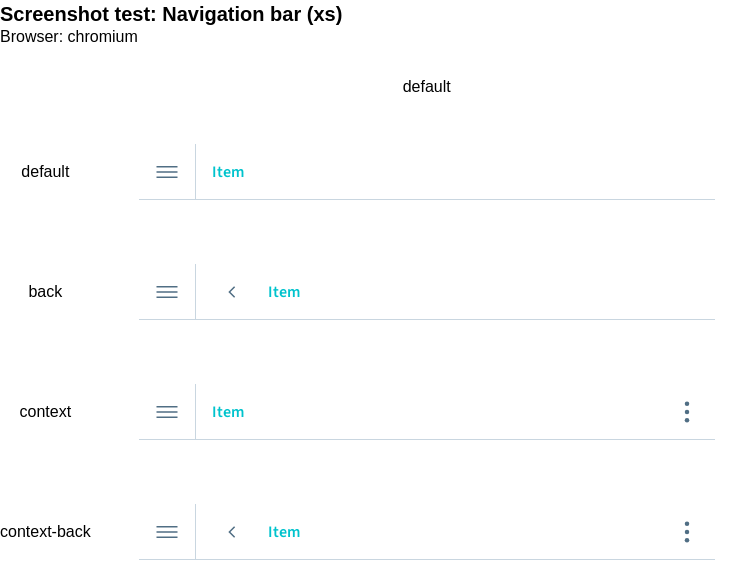 Screenshot test: Navigation bar (xs)
Browser: chromium
default
default Item
back Item
context Item
context-back Item